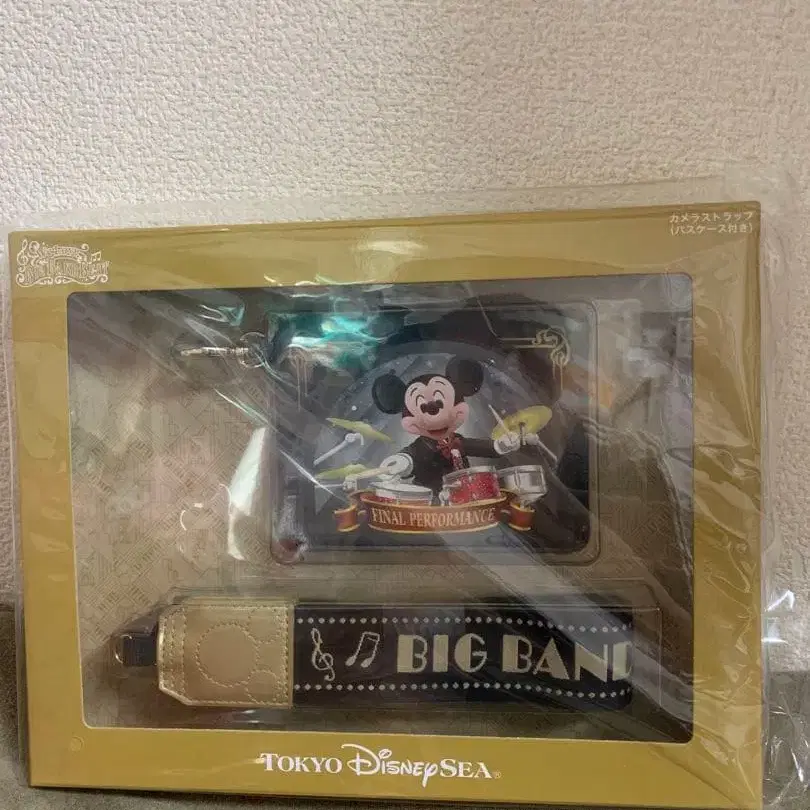 カメラストラップ
(パスケース付き)
FINAL PERFORMANCE
BIG BAND
TOKYO DISNEYSEA®